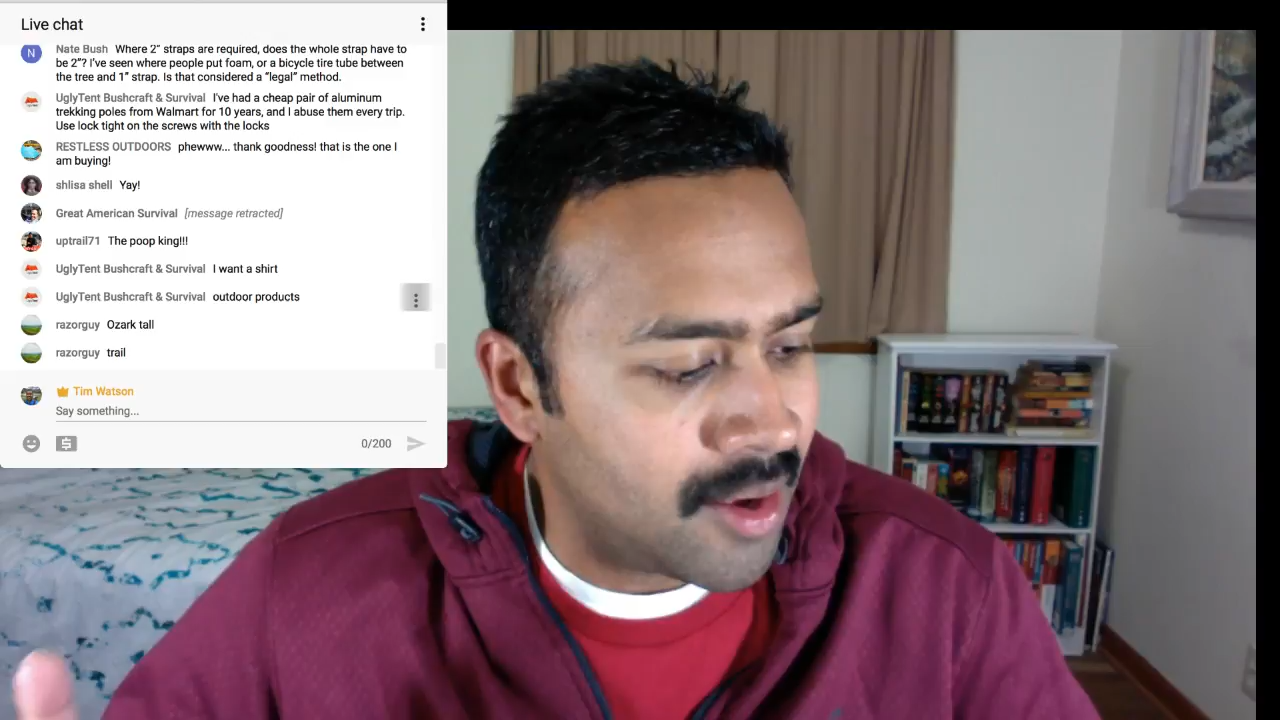 Live chat
N Nate Bush Where 2" straps are required, does the whole strap have to
be 2"? I've seen where people put foam, or a bicycle tire tube between
the tree and 1" strap. Is that considered a "legal" method.
UglyTent Bushcraft & Survival I've had a cheap pair of aluminum
trekking poles from Walmart for 10 years, and I abuse them every trip.
Use lock tight on the screws with the locks
RESTLESS OUTDOORS phewww... thank goodness! that is the one I
am buying!
shlisa shell Yay!
Great American Survival [message retracted]
uptrail71 The poop king!!!
UglyTent Bushcraft & Survival I want a shirt
UglyTent Bushcraft & Survival outdoor products
razorguy Ozark tall
razorguy trail
Tim Watson
Say something...
0/200